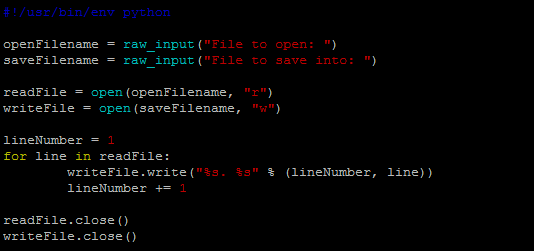 #!/usr/bin/env python
openFilename = raw_input("File to open: ")
saveFilename = raw_input("File to save into: ")
readFile = open(openFilename, "r")
writeFile = open(saveFilename, "w")
lineNumber = 1
for line in readFile:
        writeFile.write("%s. %s" % (lineNumber, line))
        lineNumber += 1
readFile.close()
writeFile.close()